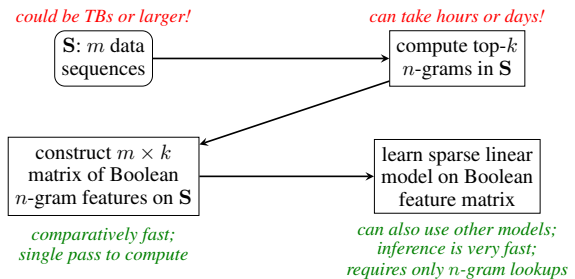 could be TBs or larger!
S: m data
sequences
can take hours or days!
compute top-k
n-grams in S
construct m × k
matrix of Boolean
n-gram features on S
comparatively fast;
single pass to compute
learn sparse linear
model on Boolean
feature matrix
can also use other models;
inference is very fast;
requires only n-gram lookups